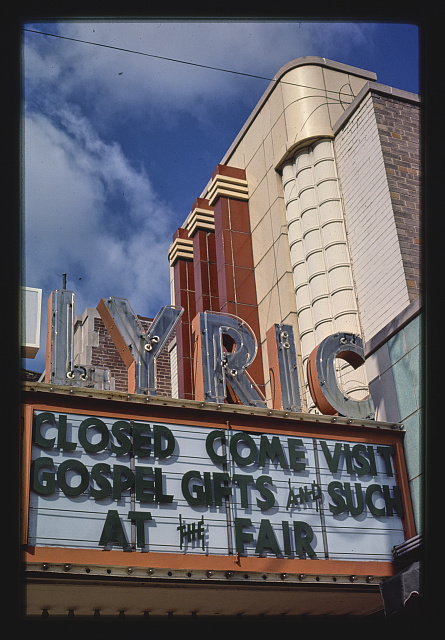 LYRIC
CLOSED COME VISIT
GOSPEL GIFTS AND SUCH
AT THE FAIR